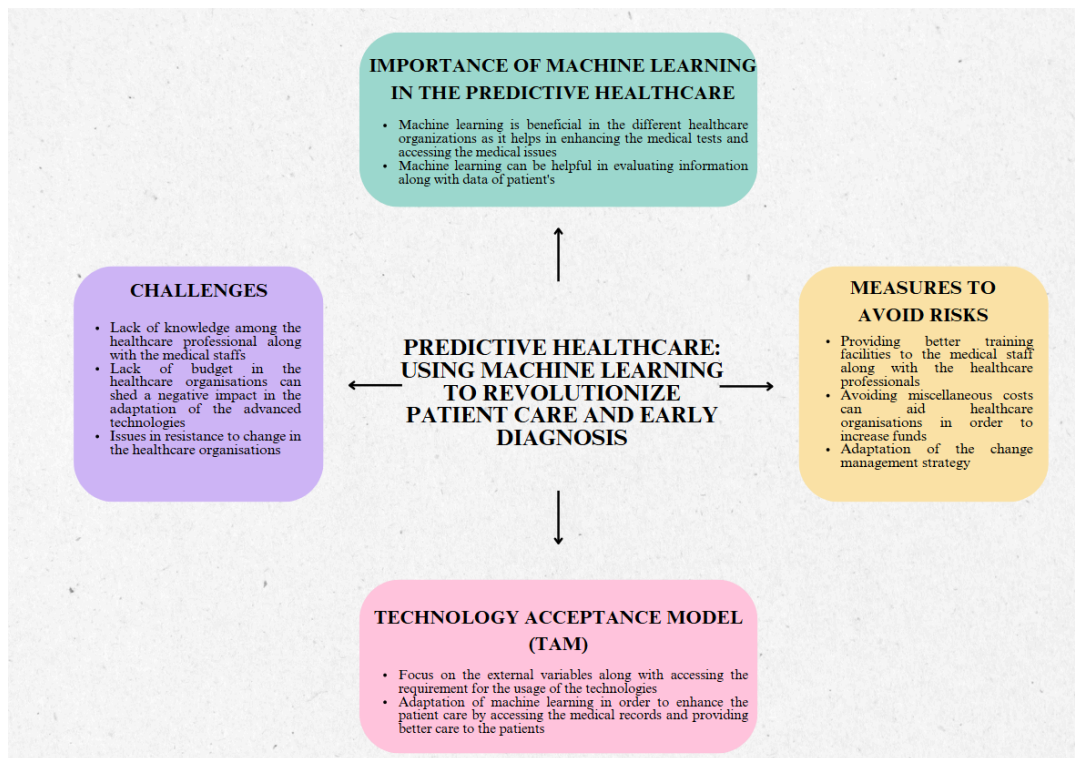 IMPORTANCE OF MACHINE LEARNING
IN THE PREDICTIVE HEALTHCARE
• Machine learning is beneficial in the different healthcare
organizations as it helps in enhancing the medical tests and
accessing the medical issues
• Machine learning can be helpful in evaluating information
along with data of patient's
CHALLENGES
• Lack of knowledge among the
healthcare professional along
with the medical staffs
• Lack of budget in the
healthcare organisations can
shed a negative impact in the
adaptation of the advanced
technologies
• Issues in resistance to change in
the healthcare organisations
PREDICTIVE HEALTHCARE:
USING MACHINE LEARNING
TO REVOLUTIONIZE
PATIENT CARE AND EARLY
DIAGNOSIS
MEASURES TO
AVOID RISKS
• Providing better training
facilities to the medical staff
along with the healthcare
professionals
• Avoiding miscellaneous costs
can aid healthcare
organisations in order to
increase funds
• Adaptation of the change
management strategy
TECHNOLOGY ACCEPTANCE MODEL
(TAM)
• Focus on the external variables along with accessing the
requirement for the usage of the technologies
• Adaptation of machine learning in order to enhance the
patient care by accessing the medical records and providing
better care to the patients